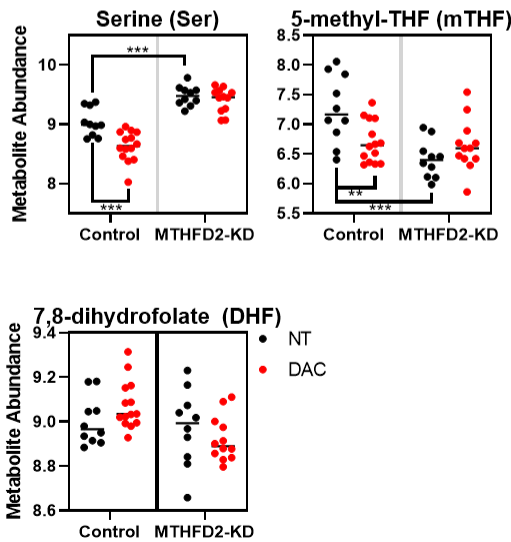 Serine (Ser)
5-methyl-THF (mTHF)
Metabolite Abundance
10
9
8
***
***
Control
MTHFD2-KD
8.5
8.0
7.5
7.0
6.5
6.0
5.5
**
***
Control
MTHFD2-KD
7,8-dihydrofolate (DHF)
Metabolite Abundance
9.4
9.2
9.0
8.8
8.6
Control
MTHFD2-KD
NT
DAC